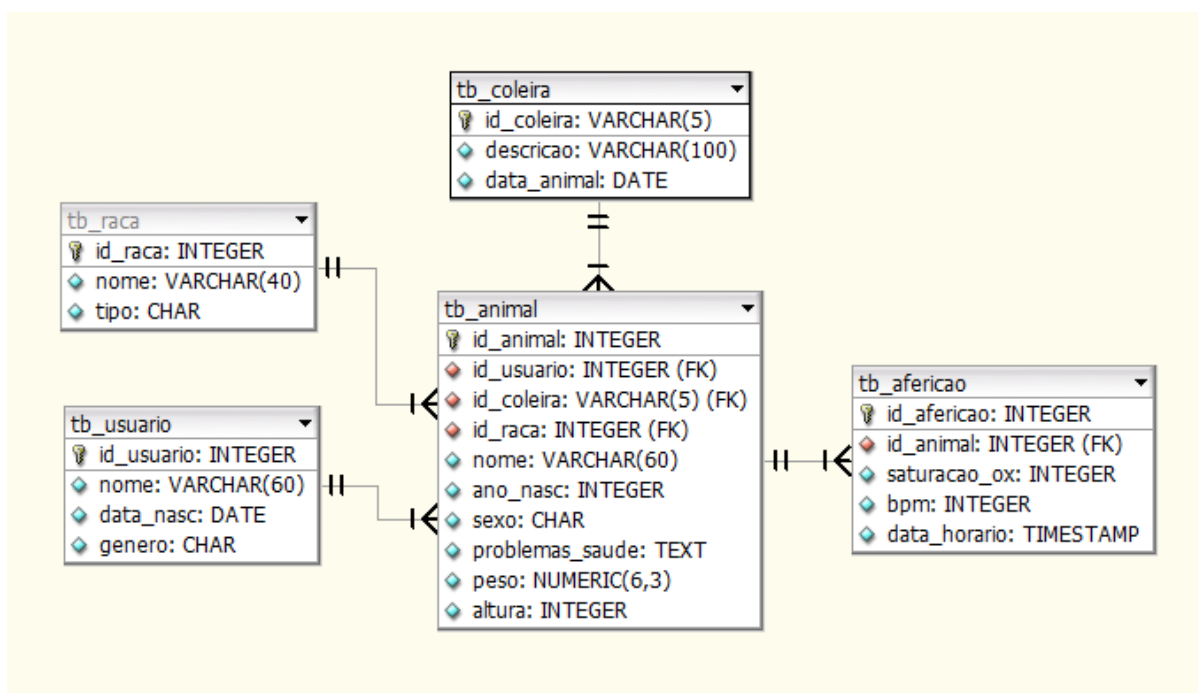 tb_coleira
id_coleira: VARCHAR(5)
descricao: VARCHAR(100)
data_animal: DATE
tb_raca
id_raca: INTEGER
nome: VARCHAR(40)
tipo: CHAR
tb_usuario
id_usuario: INTEGER
nome: VARCHAR(60)
data_nasc: DATE
genero: CHAR
tb_animal
id_animal: INTEGER
id_usuario: INTEGER (FK)
id_coleira: VARCHAR(5) (FK)
id_raca: INTEGER (FK)
nome: VARCHAR(60)
ano_nasc: INTEGER
sexo: CHAR
problemas_saude: TEXT
peso: NUMERIC(6,3)
altura: INTEGER
tb_afericao
id_afericao: INTEGER
id_animal: INTEGER (FK)
saturacao_ox: INTEGER
bpm: INTEGER
data_horario: TIMESTAMP